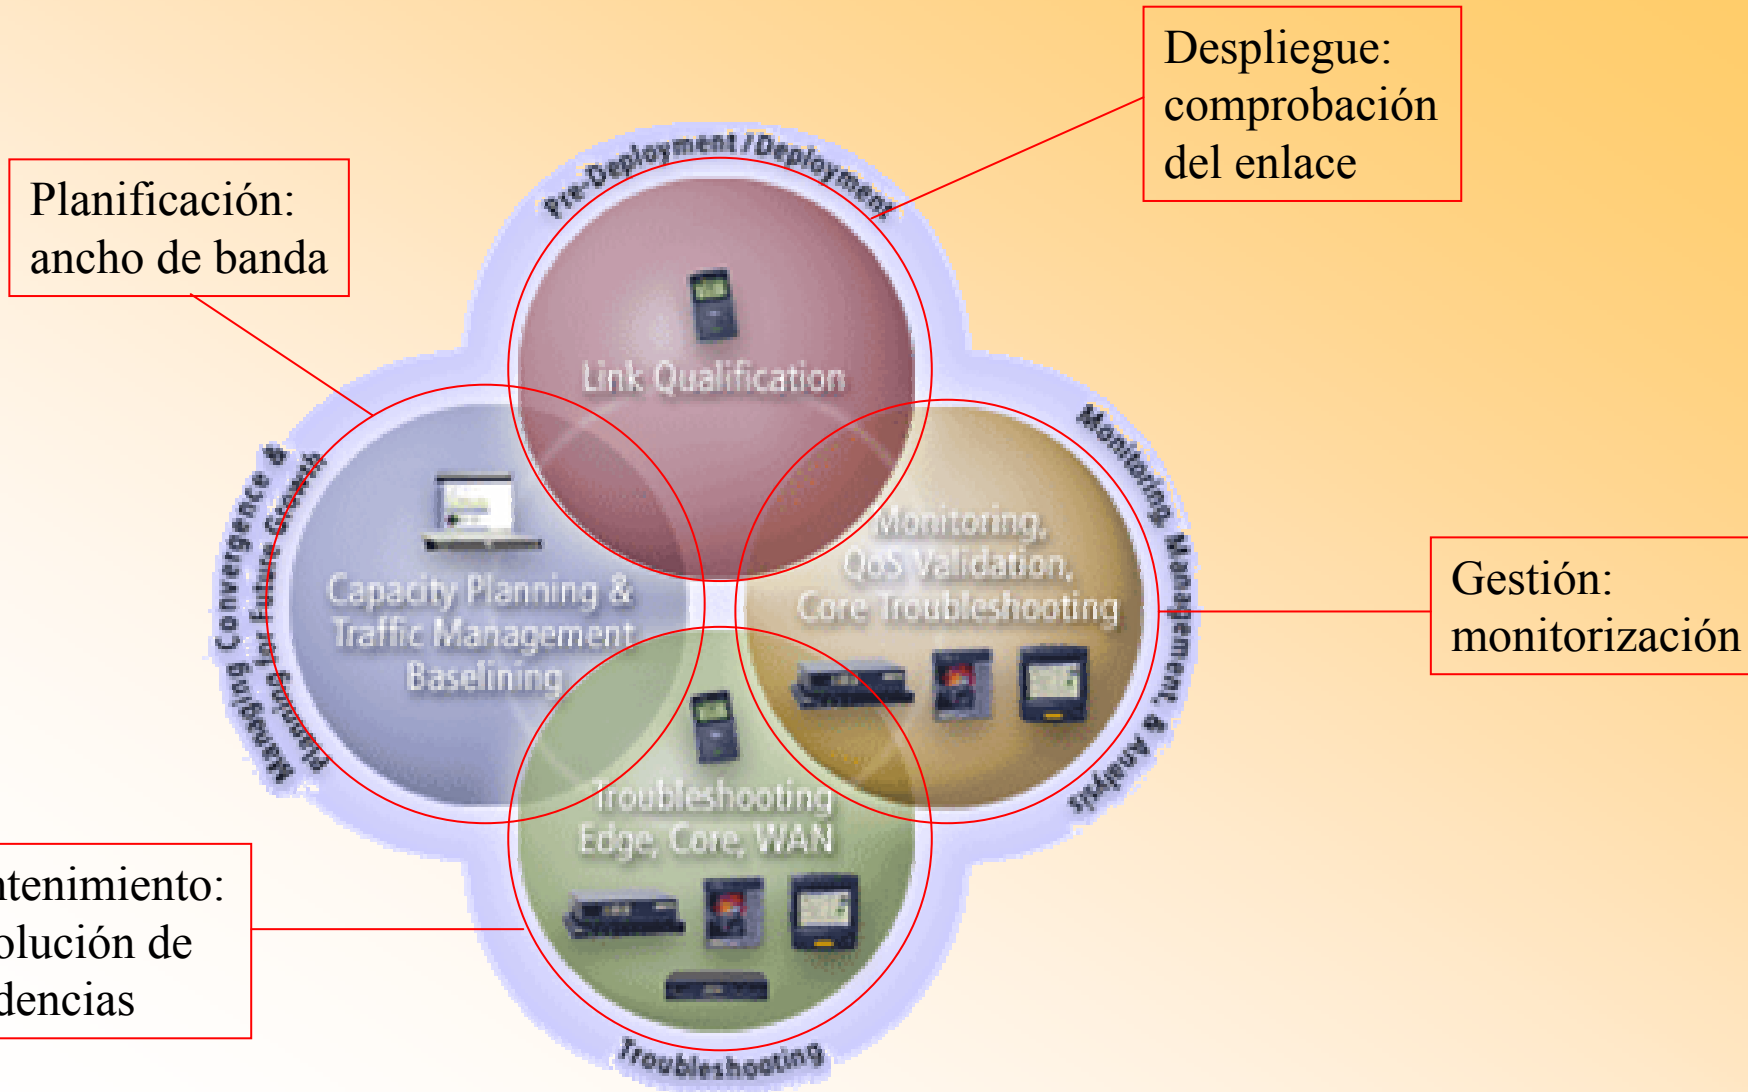 Despliegue:
comprobación
del enlace
Planificación:
ancho de banda
Pre-Deployment / Deployment
Link Qualification
Managing Convergence &
Planning for Future Growth
Capacity Planning &
Traffic Management
Baselining
Monitoring, Management, & Analysis
Monitoring,
QoS Validation,
Core Troubleshooting
Gestión:
monitorización
Troubleshooting
Edge, Core, WAN
ntenimiento:
olución de
dencias
Troubleshooting